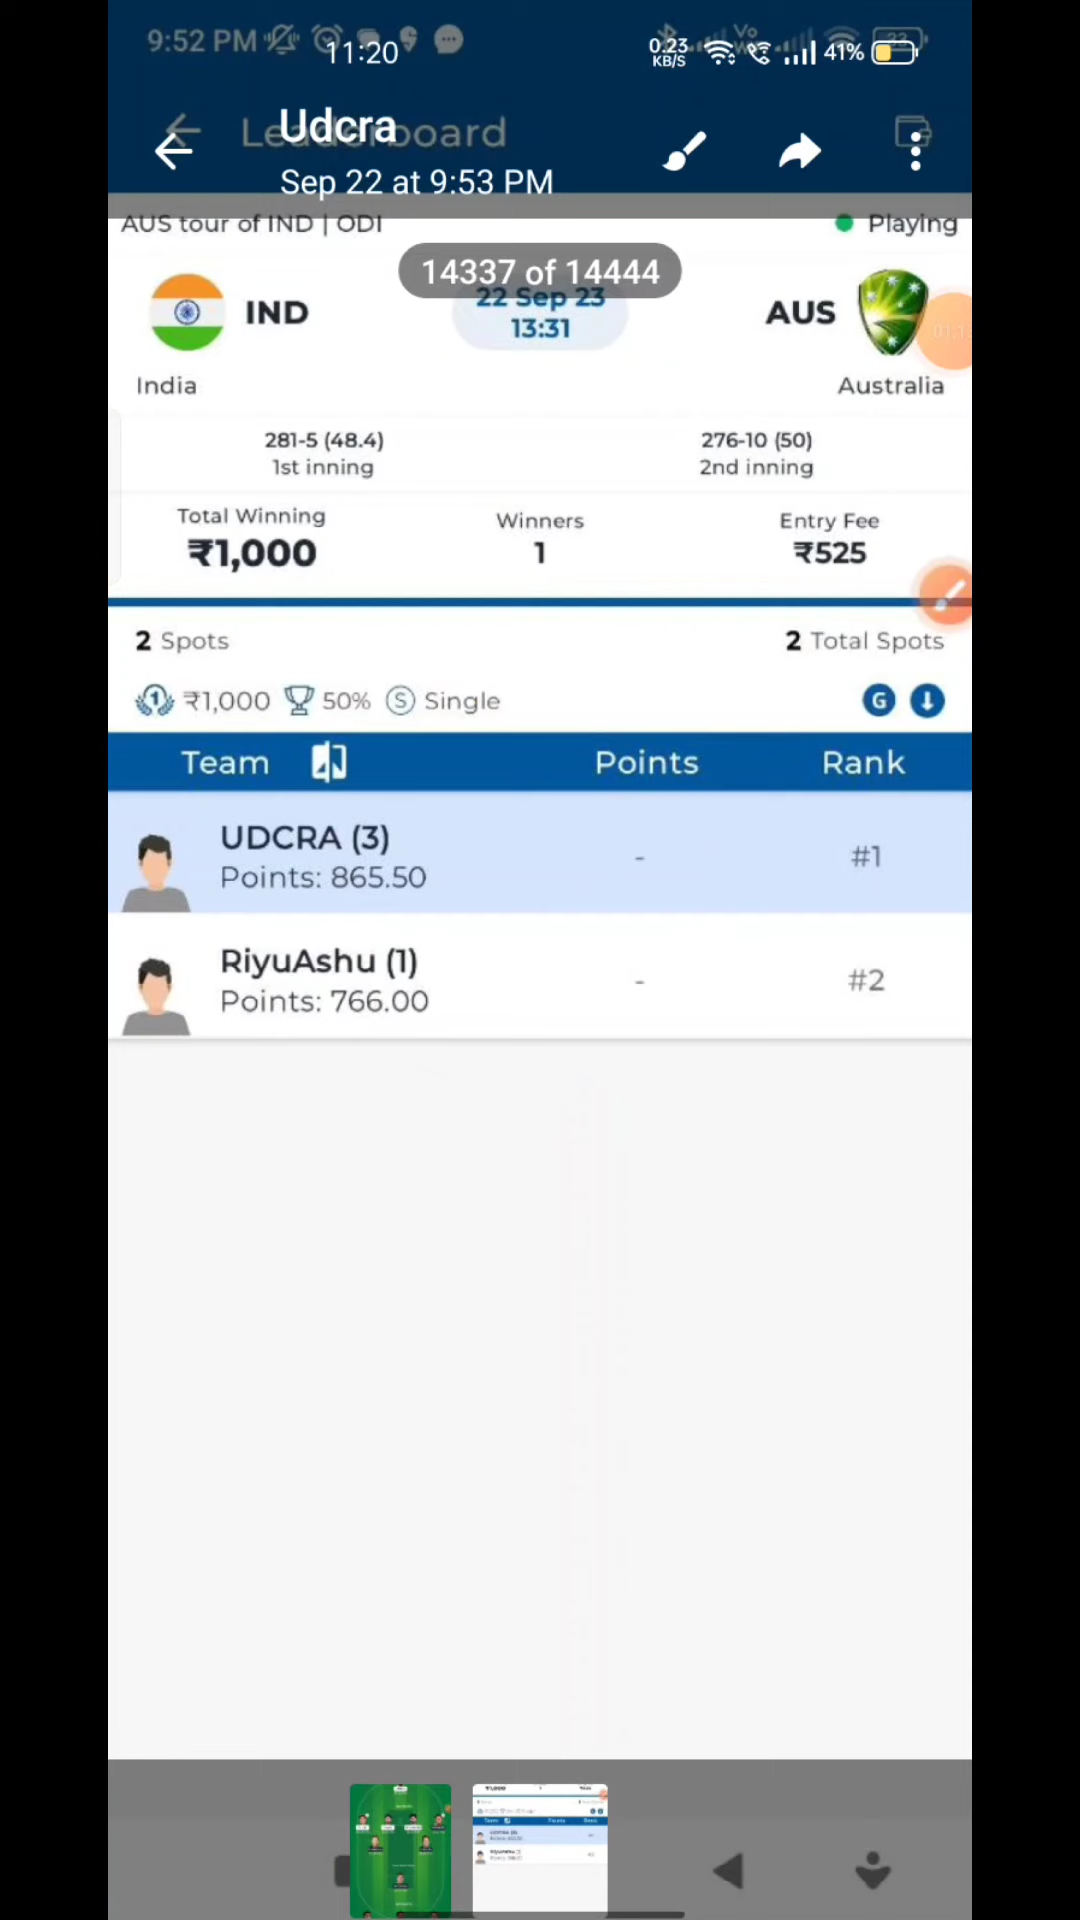 9:52 PM
11:20
0.23 KB/S
41%
Leaderboard
Udcra
Sep 22 at 9:53 PM
AUS tour of IND | ODI
Playing
14337 of 14444
22 Sep 23
13:31
IND
AUS
India
Australia
281-5 (48.4)
1st inning
276-10 (50)
2nd inning
Total Winning
₹1,000
Winners
1
Entry Fee
₹525
2 Spots
2 Total Spots
1 ₹1,000 50% S Single
G
Team
Points
Rank
UDCRA (3)
Points: 865.50
-
#1
RiyuAshu (1)
Points: 766.00
-
#2